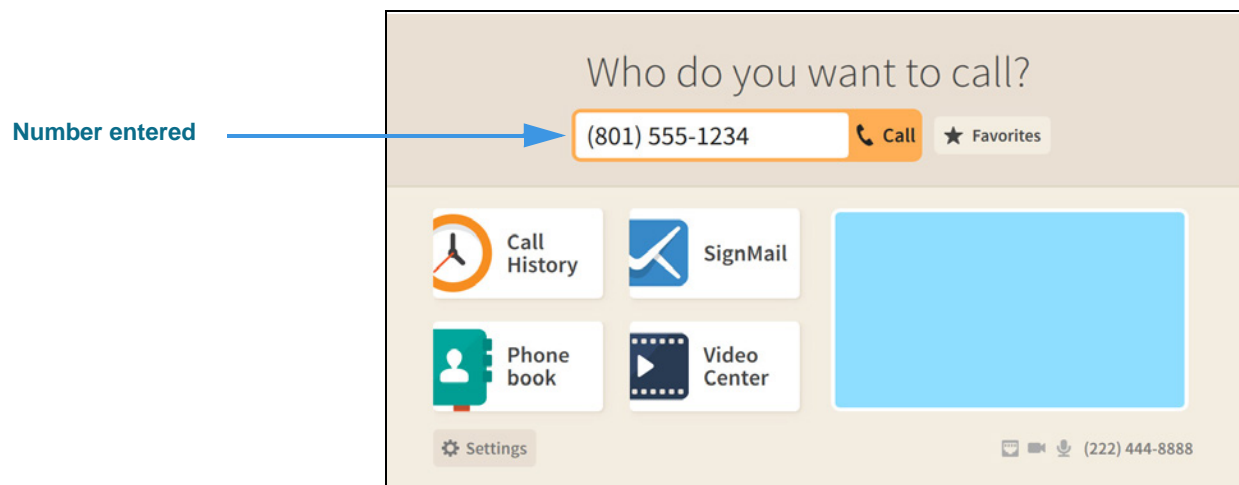 Who do you want to call?
Number entered
(801) 555-1234
Call
Favorites
Call
History
SignMail
Phone
book
Video
Center
Settings
(222) 444-8888